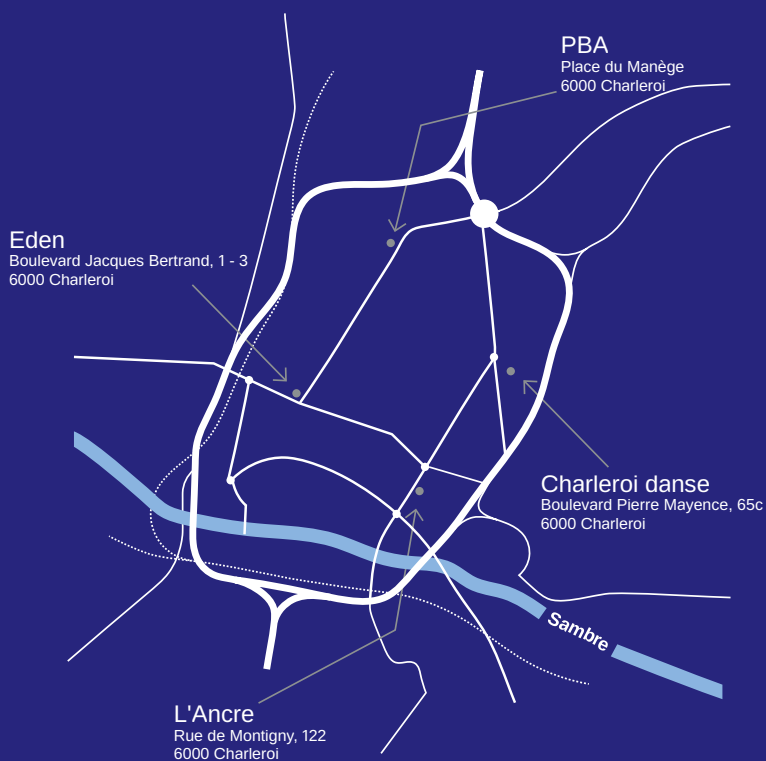 PBA
Place du Manège
6000 Charleroi
Eden
Boulevard Jacques Bertrand, 1 - 3
6000 Charleroi
Charleroi danse
Boulevard Pierre Mayence, 65c
6000 Charleroi
Sambre
L'Ancre
Rue de Montigny, 122
6000 Charleroi